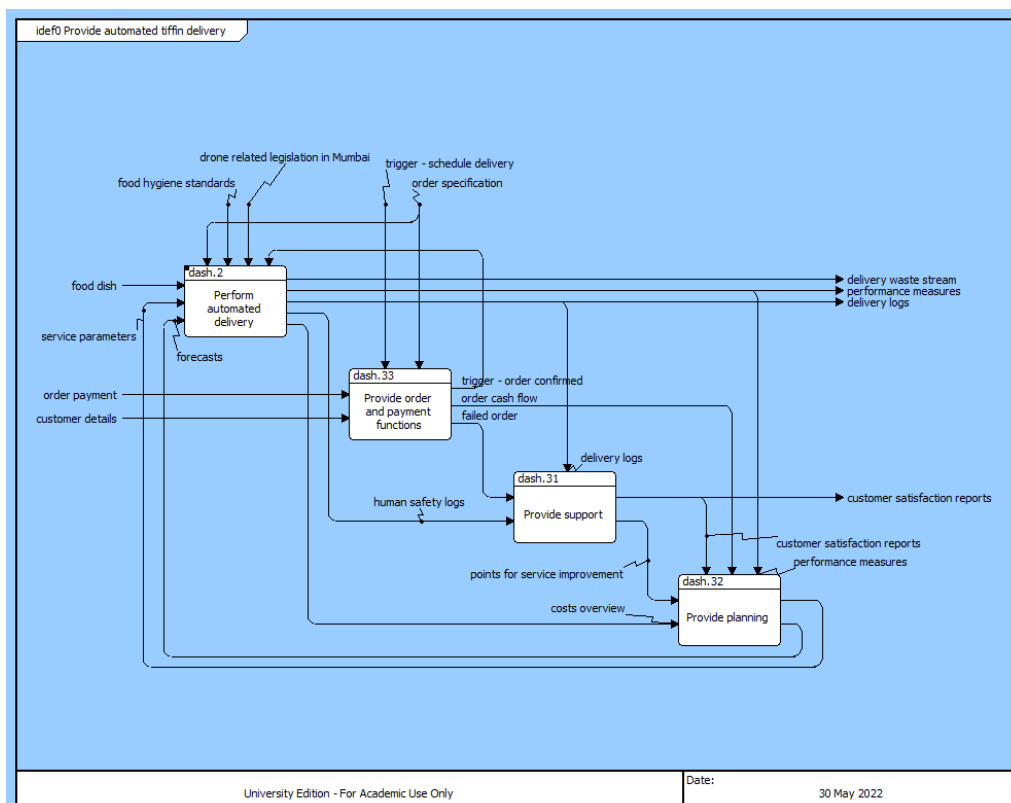 idef0 Provide automated tiffin delivery
drone related legislation in Mumbai
trigger - schedule delivery
food hygiene standards
order specification
dash.2
Perform
automated
delivery
food dish
delivery waste stream
performance measures
delivery logs
service parameters
forecasts
dash.33
Provide order
and payment
functions
order payment
customer details
trigger - order confirmed
order cash flow
failed order
delivery logs
dash.31
Provide support
human safety logs
customer satisfaction reports
customer satisfaction reports
performance measures
points for service improvement
dash.32
Provide planning
costs overview
University Edition - For Academic Use Only
Date:
30 May 2022